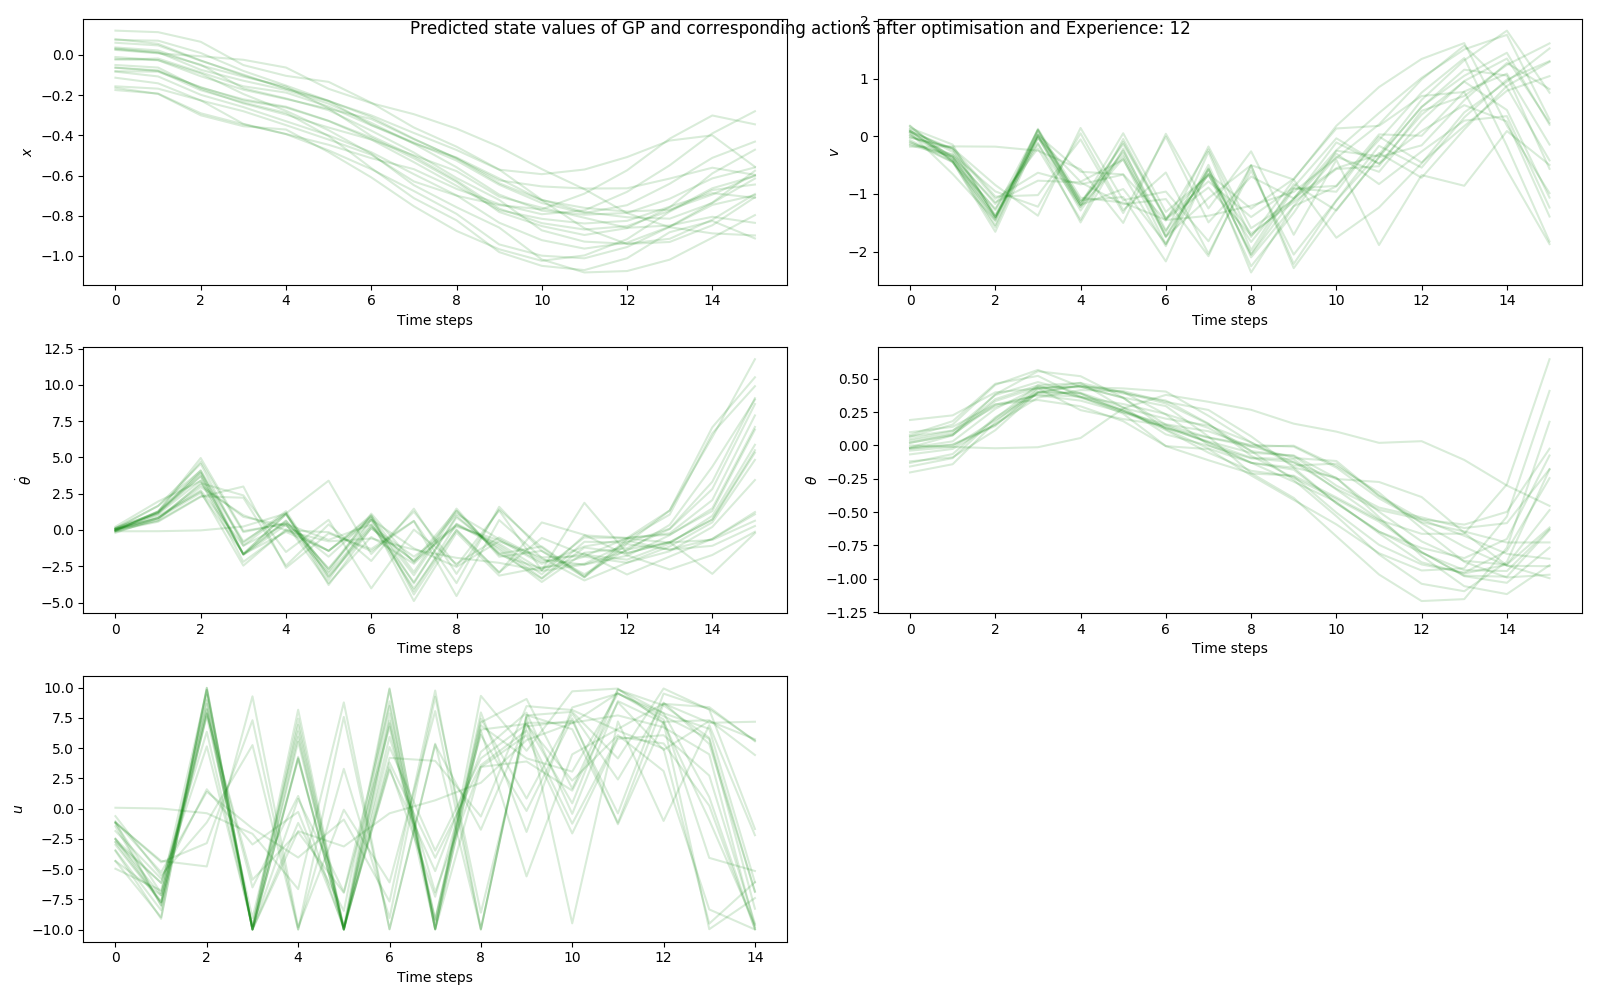 Predicted state values of GP and corresponding actions after optimisation and Experience: 12
0.0
−0.2
−0.4
−0.6
−0.8
−1.0
x
0 2 4 6 8 10 12 14
Time steps
2
1
0
−1
−2
v
0 2 4 6 8 10 12 14
Time steps
12.5
10.0
7.5
5.0
2.5
0.0
−2.5
−5.0
θ̇
0 2 4 6 8 10 12 14
Time steps
0.50
0.25
0.00
−0.25
−0.50
−0.75
−1.00
−1.25
θ
0 2 4 6 8 10 12 14
Time steps
10.0
7.5
5.0
2.5
0.0
−2.5
−5.0
−7.5
−10.0
u
0 2 4 6 8 10 12 14
Time steps